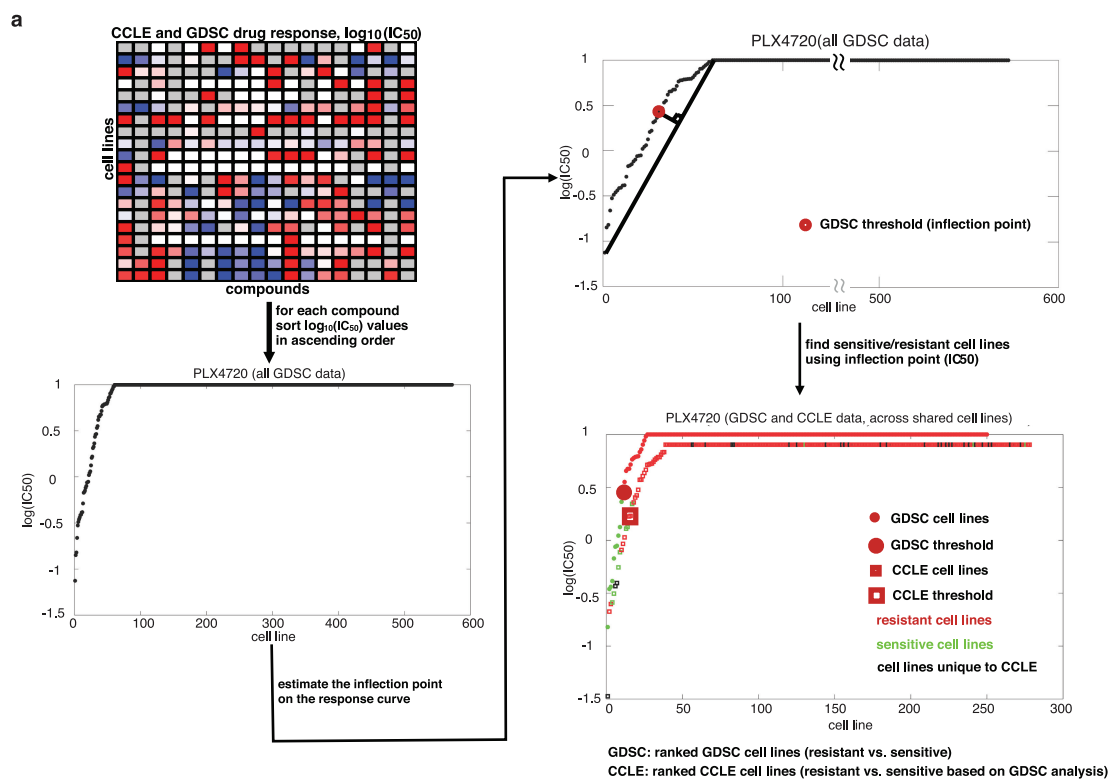 a
CCLE and GDSC drug response, log10(IC50)
cell lines
compounds
for each compound
sort log10(IC50) values
in ascending order
PLX4720 (all GDSC data)
1
0.5
0
-0.5
-1
-1.5
log(IC50)
0 100 200 300 400 500 600
cell line
estimate the inflection point
on the response curve
PLX4720(all GDSC data)
1
0.5
0
-0.5
-1
-1.5
log(IC50)
GDSC threshold (inflection point)
100 500 600
cell line
find sensitive/resistant cell lines
using inflection point (IC50)
PLX4720 (GDSC and CCLE data, across shared cell lines)
1
0.5
0
-0.5
-1
-1.5
log(IC50)
GDSC cell lines
GDSC threshold
CCLE cell lines
CCLE threshold
resistant cell lines
sensitive cell lines
cell lines unique to CCLE
0 50 100 150 200 250 300
cell line
GDSC: ranked GDSC cell lines (resistant vs. sensitive)
CCLE: ranked CCLE cell lines (resistant vs. sensitive based on GDSC analysis)